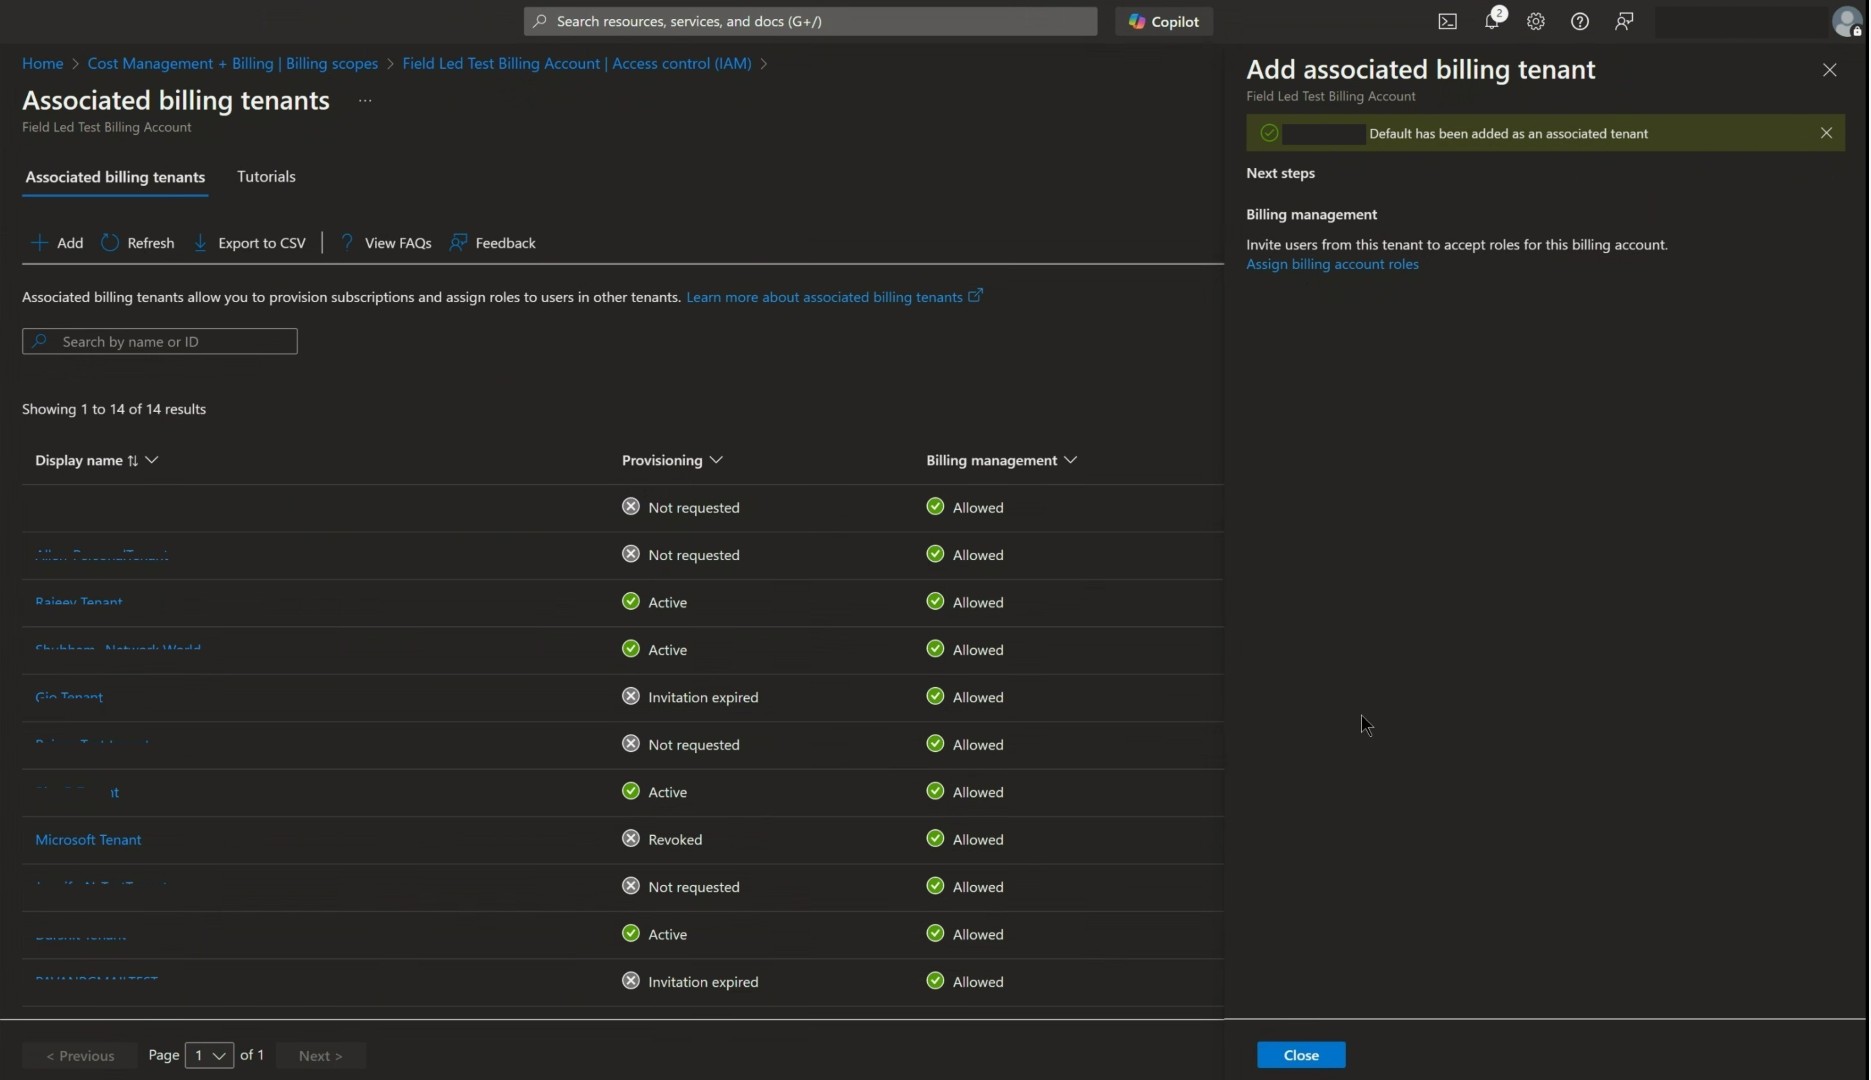 Search resources, services, and docs (G+/)
Copilot
2
Home > Cost Management + Billing | Billing scopes > Field Led Test Billing Account | Access control (IAM) >
Associated billing tenants ...
Field Led Test Billing Account
Associated billing tenants Tutorials
Add Refresh Export to CSV View FAQs Feedback
Associated billing tenants allow you to provision subscriptions and assign roles to users in other tenants. Learn more about associated billing tenants
Search by name or ID
Showing 1 to 14 of 14 results
Display name Provisioning Billing management
Not requested Allowed
Not requested Allowed
Rajeev Tenant Active Allowed
Active Allowed
Gio Tenant Invitation expired Allowed
Not requested Allowed
Active Allowed
Microsoft Tenant Revoked Allowed
Not requested Allowed
Active Allowed
Invitation expired Allowed
< Previous Page 1 of 1 Next >
Add associated billing tenant
Field Led Test Billing Account
Default has been added as an associated tenant
Next steps
Billing management
Invite users from this tenant to accept roles for this billing account.
Assign billing account roles
Close